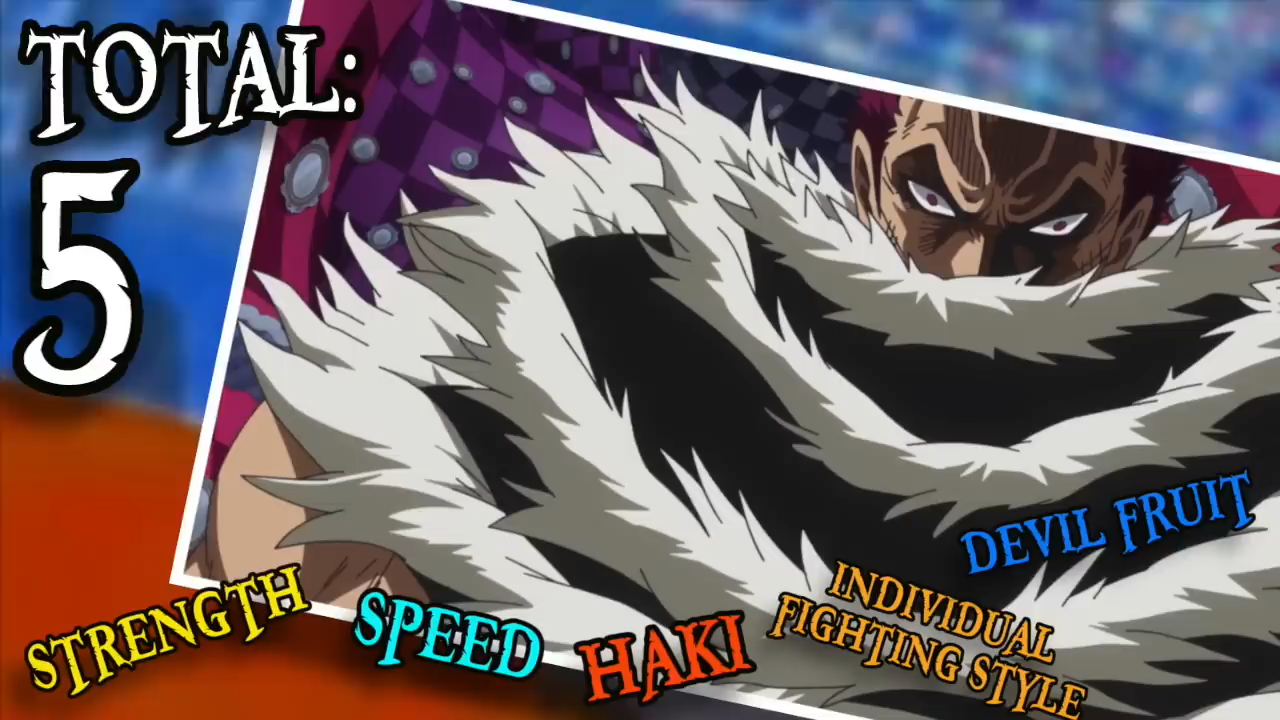 TOTAL:
5
STRENGTH
SPEED
HAKI
INDIVIDUAL
FIGHTING STYLE
DEVIL FRUIT